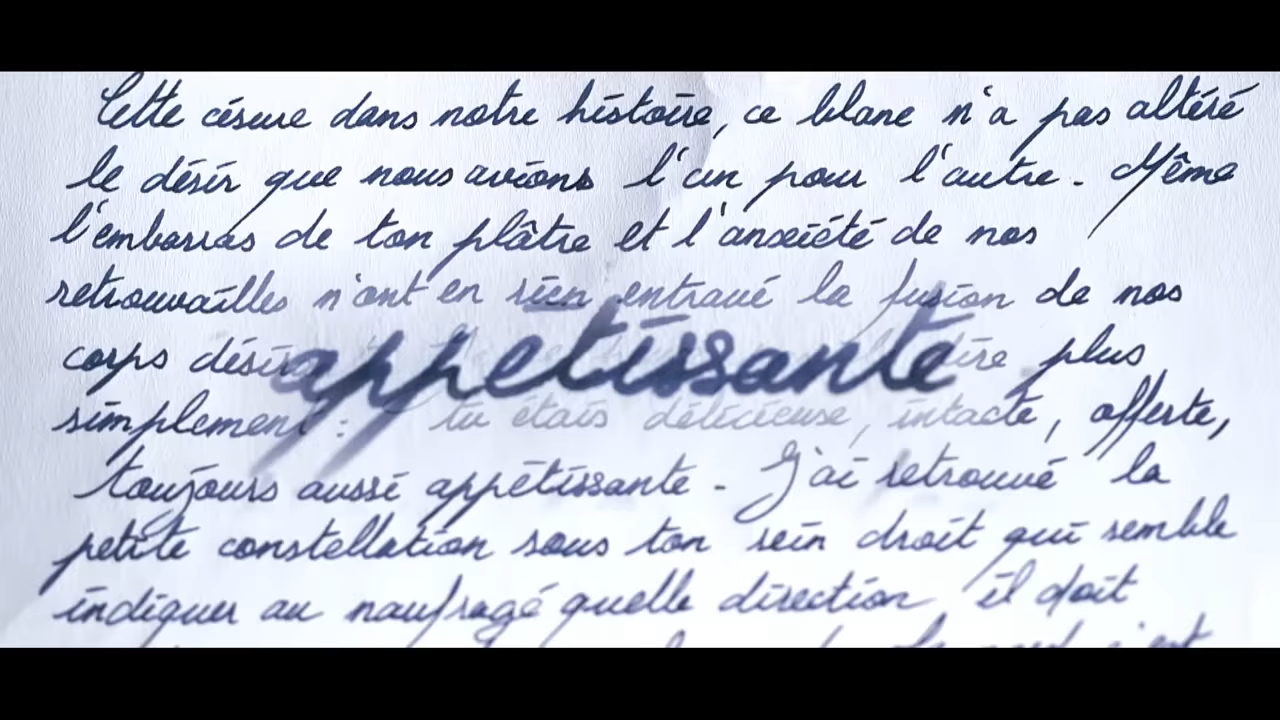 Cette césure dans notre histoire, ce blanc n'a pas altéré
le désir que nous avions l'un pour l'autre. Même
l'embarras de ton plâtre et l'anxiété de nos
retrouvailles n'ont en rien entravé la fusion de nos
corps plus
appétissante
simplement : tu étais délicieuse, intacte, offerte,
toujours aussi appétissante. J'ai retrouvé la
petite constellation sous ton sein droit qui semble
indiquer au naufragé quelle direction il doit